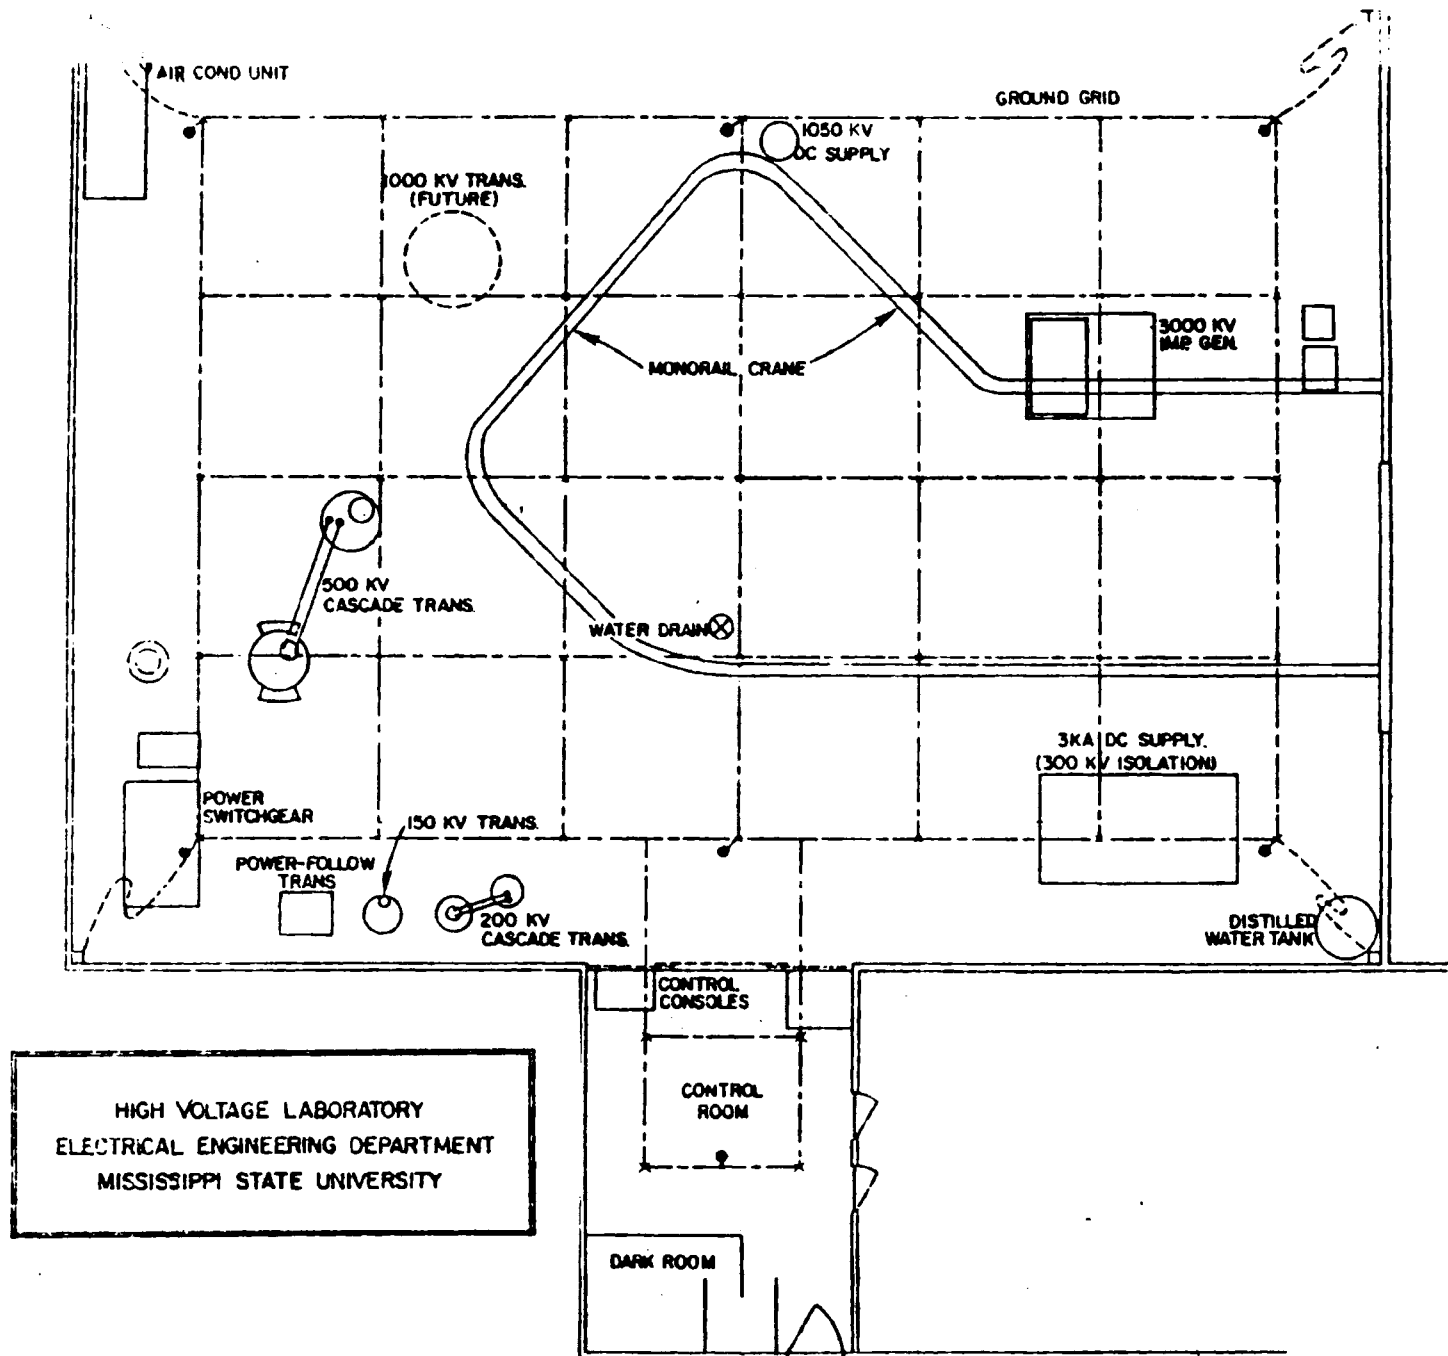 AIR COND UNIT
GROUND GRID
1050 KV
DC SUPPLY
1000 KV TRANS.
(FUTURE)
3000 KV
IMP. GEN.
MONORAIL CRANE
500 KV
CASCADE TRANS.
WATER DRAIN
3KA DC SUPPLY.
(300 KV ISOLATION)
POWER
SWITCHGEAR
150 KV TRANS.
POWER-FOLLOW
TRANS
200 KV
CASCADE TRANS.
DISTILLED
WATER TANK
CONTROL
CONSOLES
CONTROL
ROOM
HIGH VOLTAGE LABORATORY
ELECTRICAL ENGINEERING DEPARTMENT
MISSISSIPPI STATE UNIVERSITY
DARK ROOM